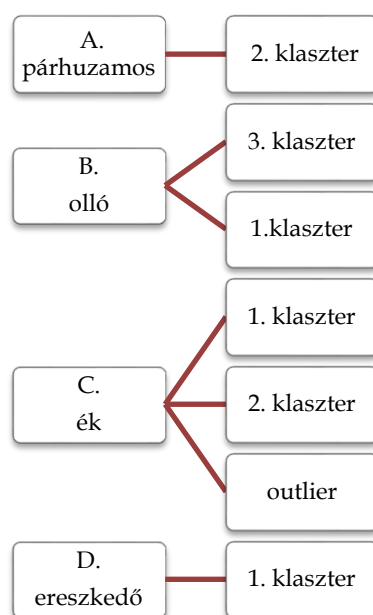 A.
párhuzamos
2. klaszter
B.
olló
3. klaszter
1.klaszter
C.
ék
1. klaszter
2. klaszter
outlier
D.
ereszkedő
1. klaszter